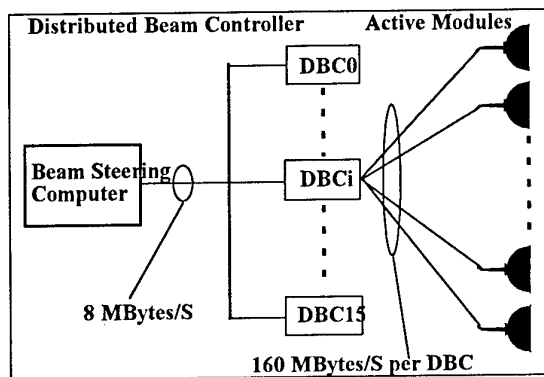 Distributed Beam Controller
Active Modules
DBC0
Beam Steering
Computer
DBCi
8 MBytes/S
DBC15
160 MBytes/S per DBC